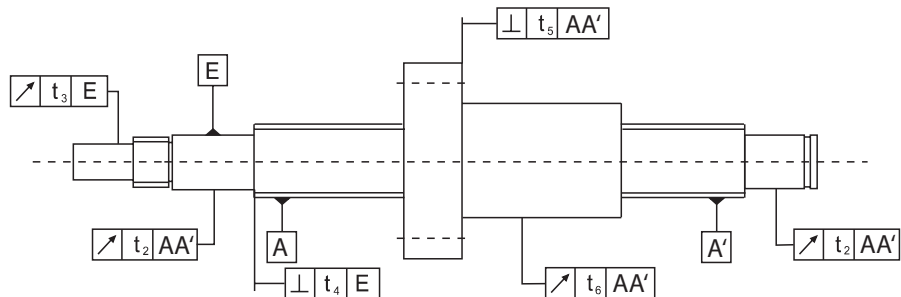 ⊥ t₅ AA'
E
↗ t₃ E
↗ t₂ AA'
A
A'
↗ t₂ AA'
⊥ t₄ E
↗ t₆ AA'